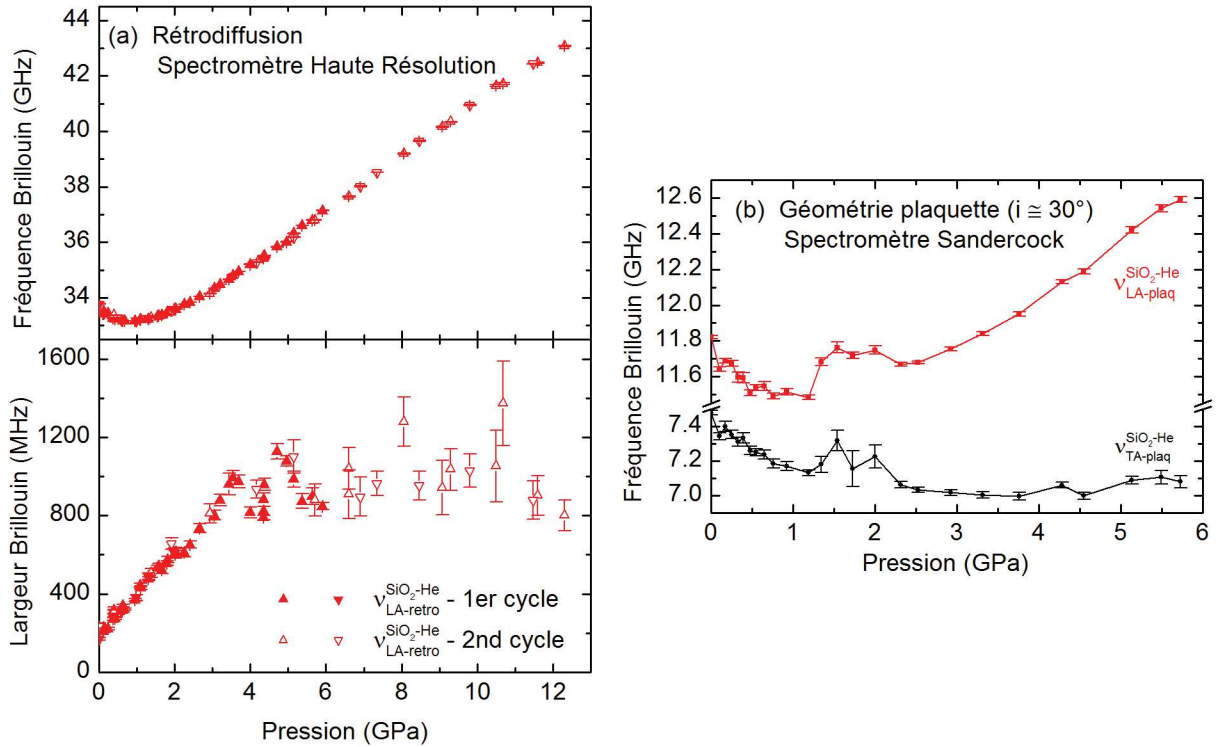 (a) Rétrodiffusion
Spectromètre Haute Résolution
Fréquence Brillouin (GHz)
44
42
40
38
36
34
Largeur Brillouin (MHz)
1600
1200
800
400
0
ν LA-retro SiO2-He - 1er cycle
ν LA-retro SiO2-He - 2nd cycle
0 2 4 6 8 10 12
Pression (GPa)
(b) Géométrie plaquette (i ≅ 30°)
Spectromètre Sandercock
Fréquence Brillouin (GHz)
12.6
12.4
12.2
12.0
11.8
11.6
7.4
7.2
7.0
ν LA-plaq SiO2-He
ν TA-plaq SiO2-He
0 1 2 3 4 5 6
Pression (GPa)